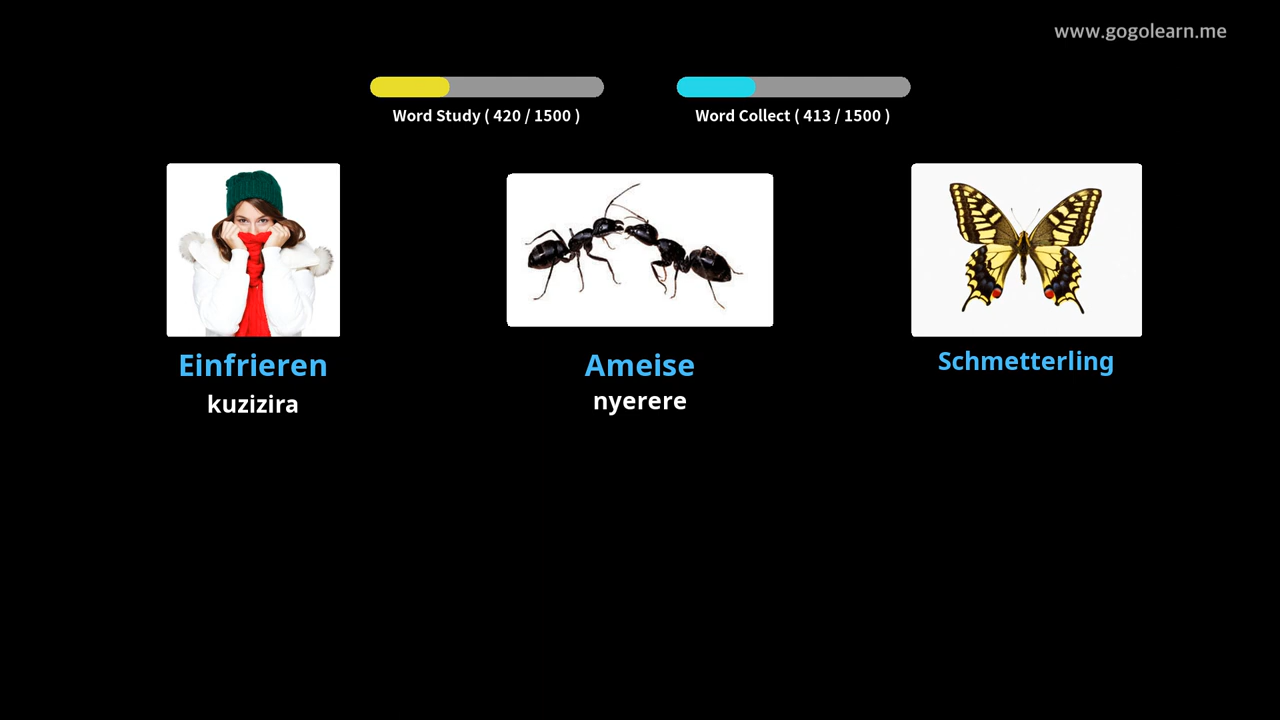 www.gogolearn.me
Word Study ( 420 / 1500 )
Word Collect ( 413 / 1500 )
Einfrieren
kuzizira
Ameise
nyerere
Schmetterling